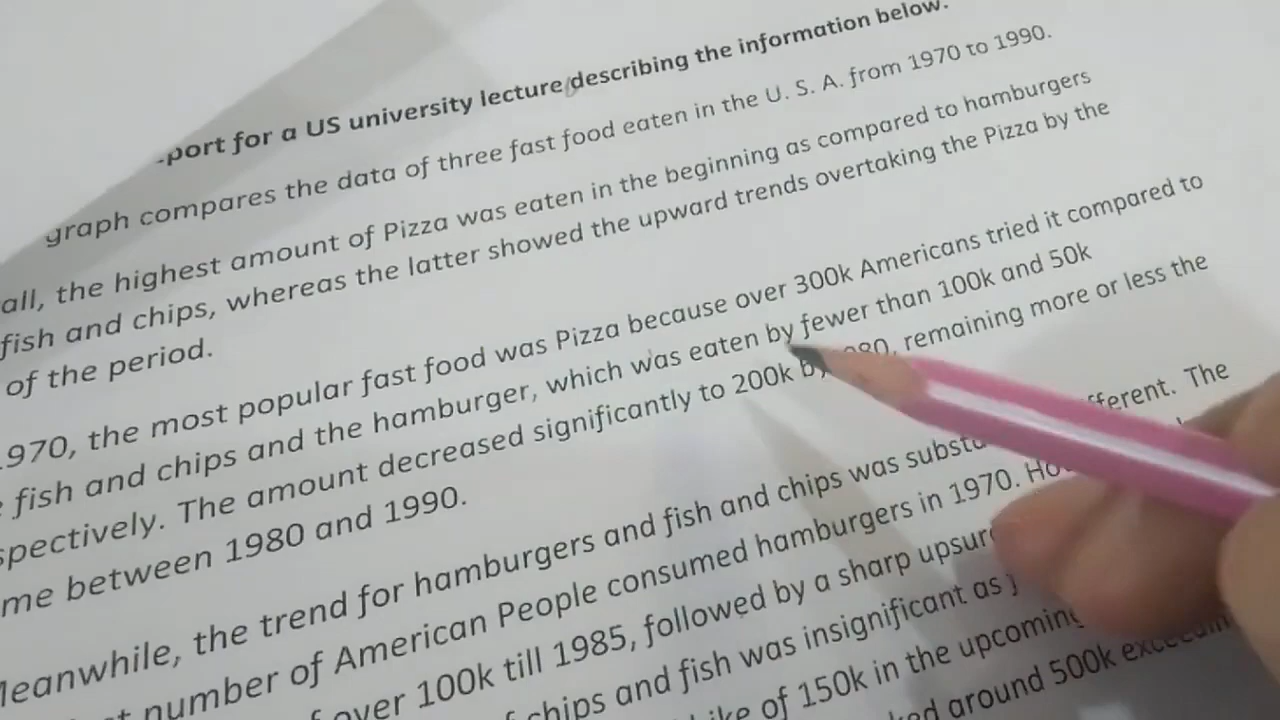 port for a US university lecture describing the information below.
graph compares the data of three fast food eaten in the U. S. A. from 1970 to 1990.
all, the highest amount of Pizza was eaten in the beginning as compared to hamburgers
fish and chips, whereas the latter showed the upward trends overtaking the Pizza by the
of the period.
1970, the most popular fast food was Pizza because over 300k Americans tried it compared to
fish and chips and the hamburger, which was eaten by fewer than 100k and 50k
spectively. The amount decreased significantly to 200k by 1980, remaining more or less the
me between 1980 and 1990.
Meanwhile, the trend for hamburgers and fish and chips was substa fferent. The
number of American People consumed hamburgers in 1970. Ho
over 100k till 1985, followed by a sharp upsur
chips and fish was insignificant as
of 150k in the upcoming
around 500k